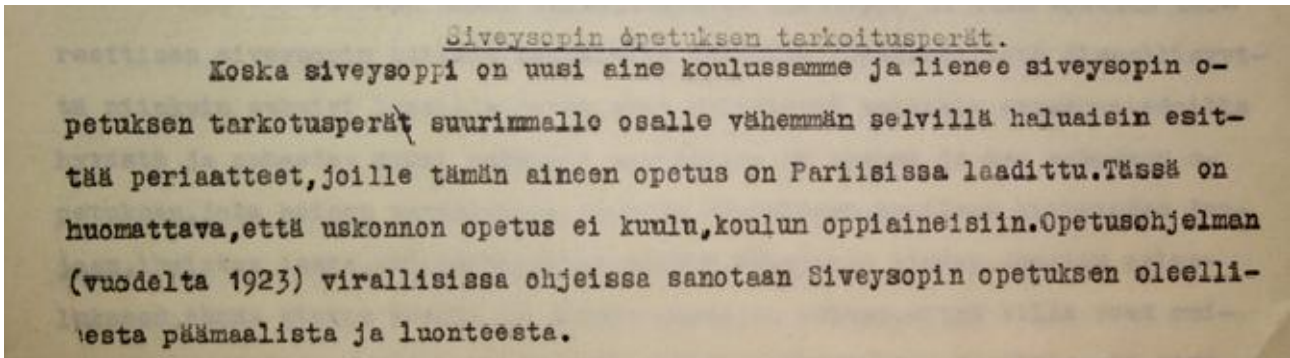 Siveysopin opetuksen tarkoitusperät.
Koska siveysoppi on uusi aine koulussamme ja lienee siveysopin o-
petuksen tarkotusperät suurimmalle osalle vähemmän selvillä haluaisin esit-
tää periaatteet,joille tämän aineen opetus on Pariisissa laadittu.Tässä on
huomattava,että uskonnon opetus ei kuulu,koulun oppiaineisiin.Opetusohjelman
(vuodelta 1923) virallisissa ohjeissa sanotaan Siveysopin opetuksen oleelli-
sesta päämaalista ja luonteesta.